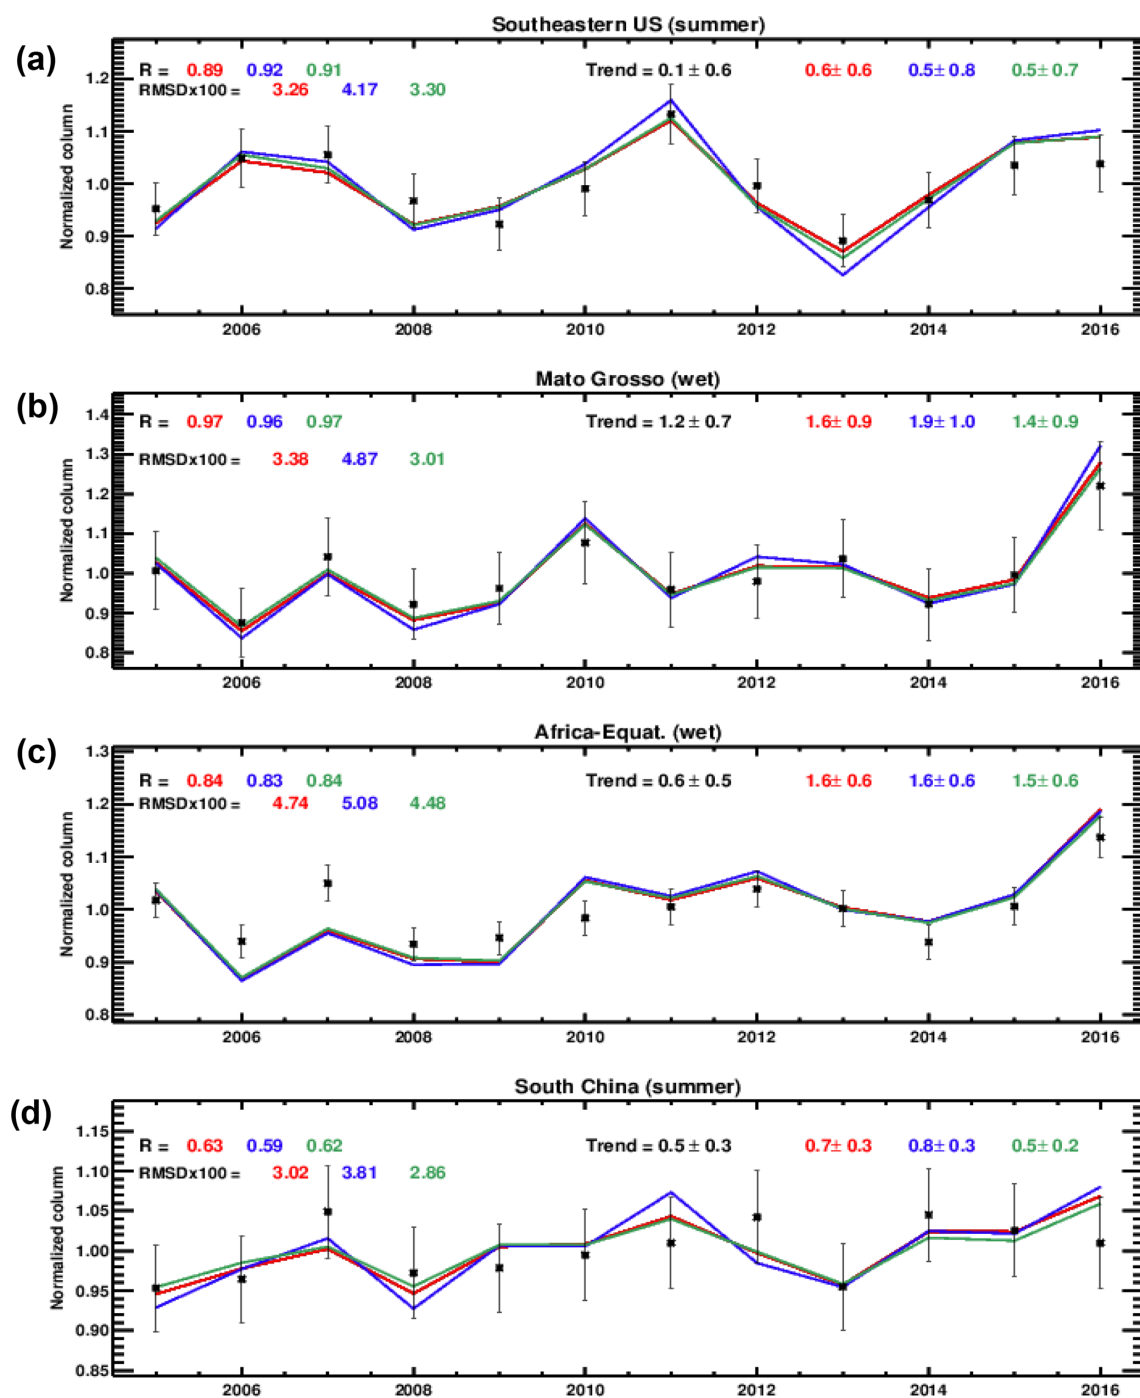 Southeastern US (summer)
(a)
R = 0.89 0.92 0.91 Trend = 0.1 ± 0.6 0.6± 0.6 0.5± 0.8 0.5± 0.7
RMSDx100 = 3.26 4.17 3.30
1.2
1.1
1.0
0.9
0.8
Normalized column
2006 2008 2010 2012 2014 2016
Mato Grosso (wet)
(b)
R = 0.97 0.96 0.97 Trend = 1.2 ± 0.7 1.6± 0.9 1.9± 1.0 1.4± 0.9
RMSDx100 = 3.38 4.87 3.01
1.4
1.3
1.2
1.1
1.0
0.9
0.8
Normalized column
2006 2008 2010 2012 2014 2016
Africa-Equat. (wet)
(c)
R = 0.84 0.83 0.84 Trend = 0.6 ± 0.5 1.6± 0.6 1.6± 0.6 1.5± 0.6
RMSDx100 = 4.74 5.08 4.48
1.3
1.2
1.1
1.0
0.9
0.8
Normalized column
2006 2008 2010 2012 2014 2016
South China (summer)
(d)
R = 0.63 0.59 0.62 Trend = 0.5 ± 0.3 0.7± 0.3 0.8± 0.3 0.5± 0.2
RMSDx100 = 3.02 3.81 2.86
1.15
1.10
1.05
1.00
0.95
0.90
0.85
Normalized column
2006 2008 2010 2012 2014 2016